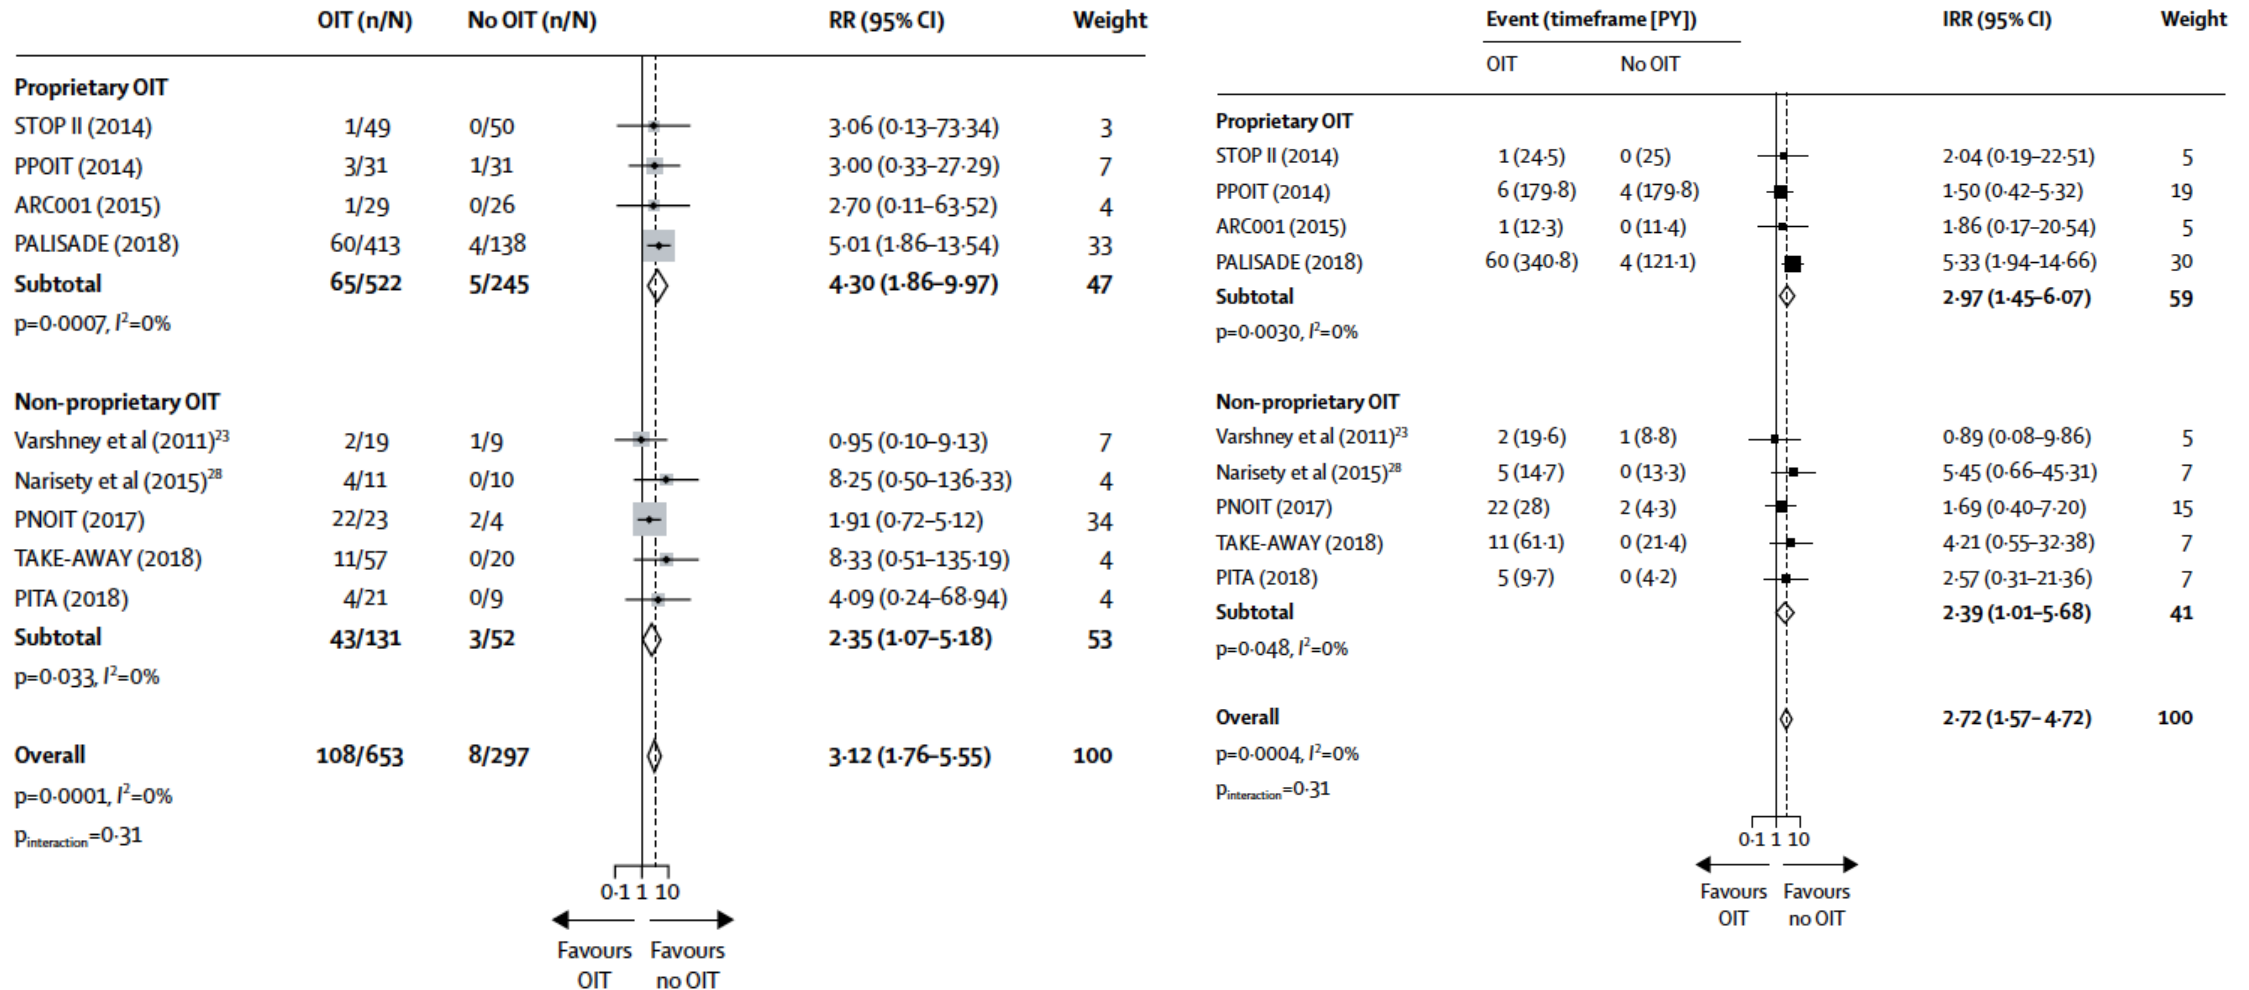 OIT (n/N) No OIT (n/N) RR (95% CI) Weight
Proprietary OIT
STOP II (2014) 1/49 0/50 3·06 (0·13–73·34) 3
PPOIT (2014) 3/31 1/31 3·00 (0·33–27·29) 7
ARC001 (2015) 1/29 0/26 2·70 (0·11–63·52) 4
PALISADE (2018) 60/413 4/138 5·01 (1·86–13·54) 33
Subtotal 65/522 5/245 4·30 (1·86–9·97) 47
p=0·0007, I²=0%
Non-proprietary OIT
Varshney et al (2011)²³ 2/19 1/9 0·95 (0·10–9·13) 7
Narisety et al (2015)²⁸ 4/11 0/10 8·25 (0·50–136·33) 4
PNOIT (2017) 22/23 2/4 1·91 (0·72–5·12) 34
TAKE-AWAY (2018) 11/57 0/20 8·33 (0·51–135·19) 4
PITA (2018) 4/21 0/9 4·09 (0·24–68·94) 4
Subtotal 43/131 3/52 2·35 (1·07–5·18) 53
p=0·033, I²=0%
Overall 108/653 8/297 3·12 (1·76–5·55) 100
p=0·0001, I²=0%
pinteraction=0·31
0·1 1 10
Favours Favours
OIT no OIT
Event (timeframe [PY]) IRR (95% CI) Weight
OIT No OIT
Proprietary OIT
STOP II (2014) 1 (24·5) 0 (25) 2·04 (0·19–22·51) 5
PPOIT (2014) 6 (179·8) 4 (179·8) 1·50 (0·42–5·32) 19
ARC001 (2015) 1 (12·3) 0 (11·4) 1·86 (0·17–20·54) 5
PALISADE (2018) 60 (340·8) 4 (121·1) 5·33 (1·94–14·66) 30
Subtotal 2·97 (1·45–6·07) 59
p=0·0030, I²=0%
Non-proprietary OIT
Varshney et al (2011)²³ 2 (19·6) 1 (8·8) 0·89 (0·08–9·86) 5
Narisety et al (2015)²⁸ 5 (14·7) 0 (13·3) 5·45 (0·66–45·31) 7
PNOIT (2017) 22 (28) 2 (4·3) 1·69 (0·40–7·20) 15
TAKE-AWAY (2018) 11 (61·1) 0 (21·4) 4·21 (0·55–32·38) 7
PITA (2018) 5 (9·7) 0 (4·2) 2·57 (0·31–21·36) 7
Subtotal 2·39 (1·01–5·68) 41
p=0·048, I²=0%
Overall 2·72 (1·57–4·72) 100
p=0·0004, I²=0%
pinteraction=0·31
0·1 1 10
Favours Favours
OIT no OIT